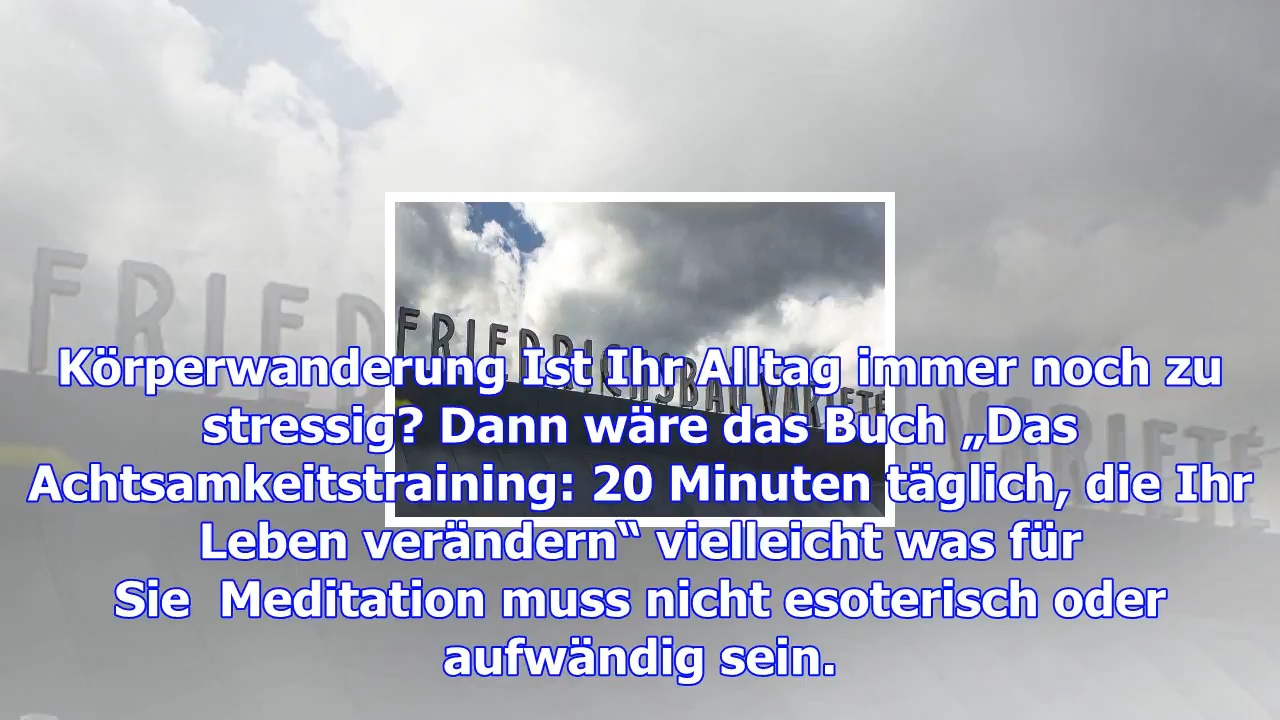 FRIEDRICHSBAU VARIETÉ
Körperwanderung Ist Ihr Alltag immer noch zu
stressig? Dann wäre das Buch „Das
Achtsamkeitstraining: 20 Minuten täglich, die Ihr
Leben verändern“ vielleicht was für
Sie  Meditation muss nicht esoterisch oder
aufwändig sein.